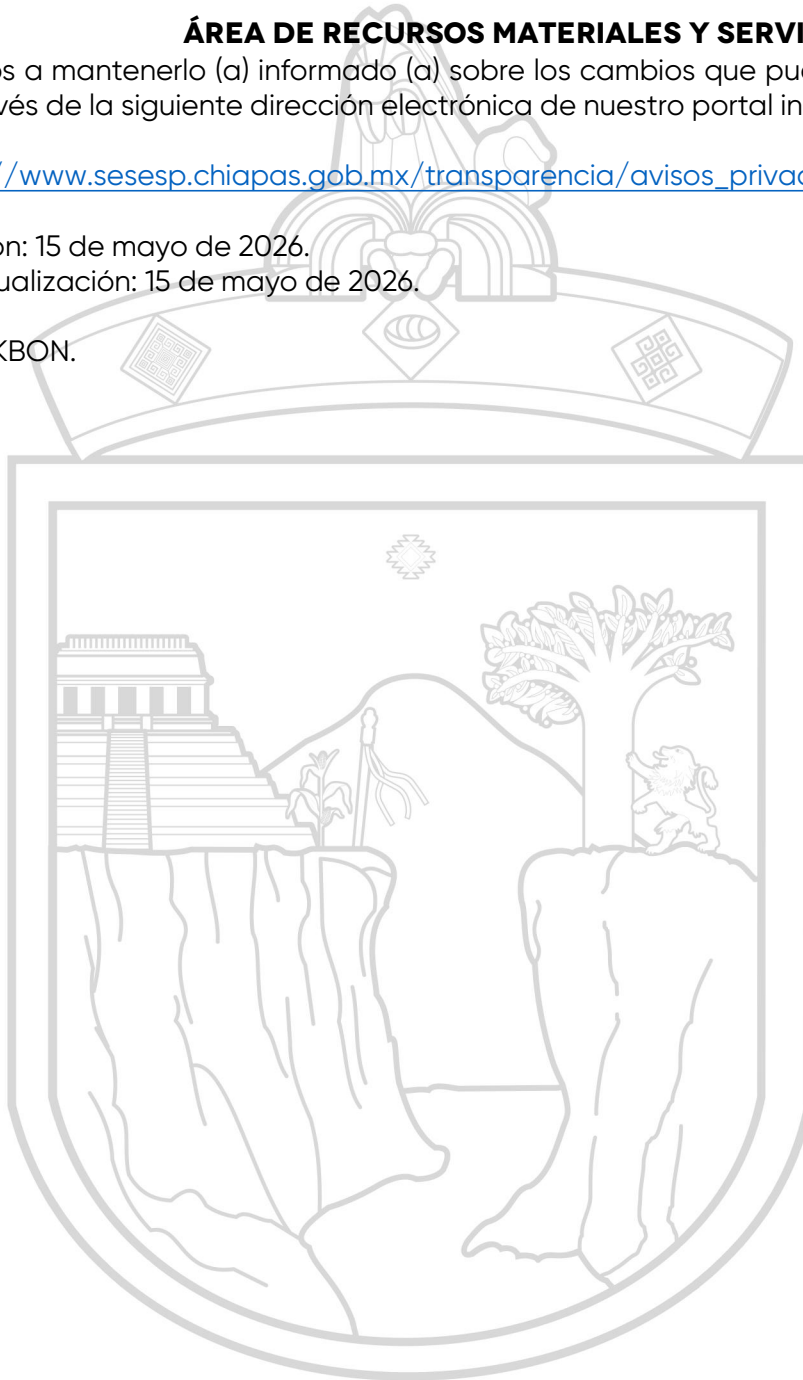 ÁREA DE RECURSOS MATERIALES Y SERVI
os a mantenerlo (a) informado (a) sobre los cambios que pue
vés de la siguiente dirección electrónica de nuestro portal in
//www.sesesp.chiapas.gob.mx/transparencia/avisos_privac
ón: 15 de mayo de 2026.
ualización: 15 de mayo de 2026.
KBON.